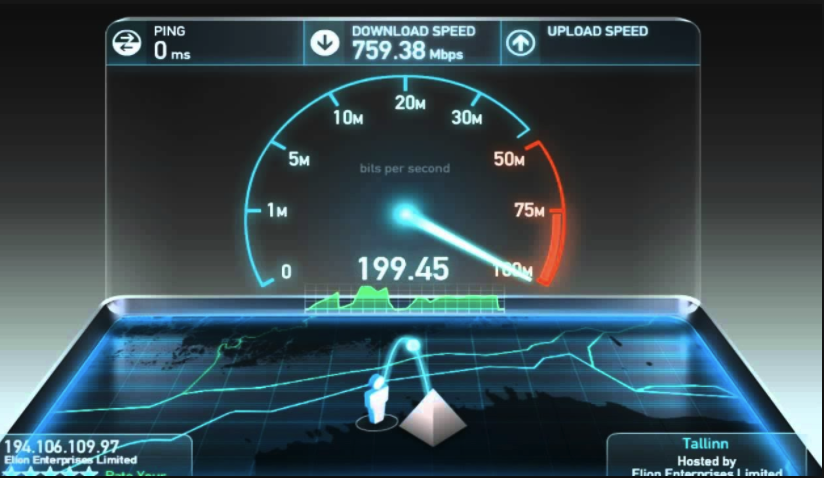 PING
0 ms
DOWNLOAD SPEED
759.38 Mbps
UPLOAD SPEED
20M
10M
30M
5M
50M
bits per second
1M
75M
0
199.45
100M
194.106.109.97
Elion Enterprises Limited
Rate Your
Tallinn
Hosted by
Elion Enterprises Limited